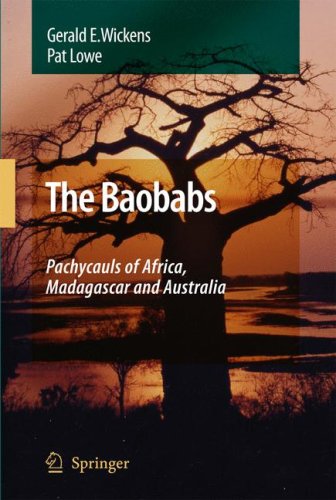 Gerald E.Wickens
Pat Lowe
The Baobabs
Pachycauls of Africa,
Madagascar and Australia
Springer